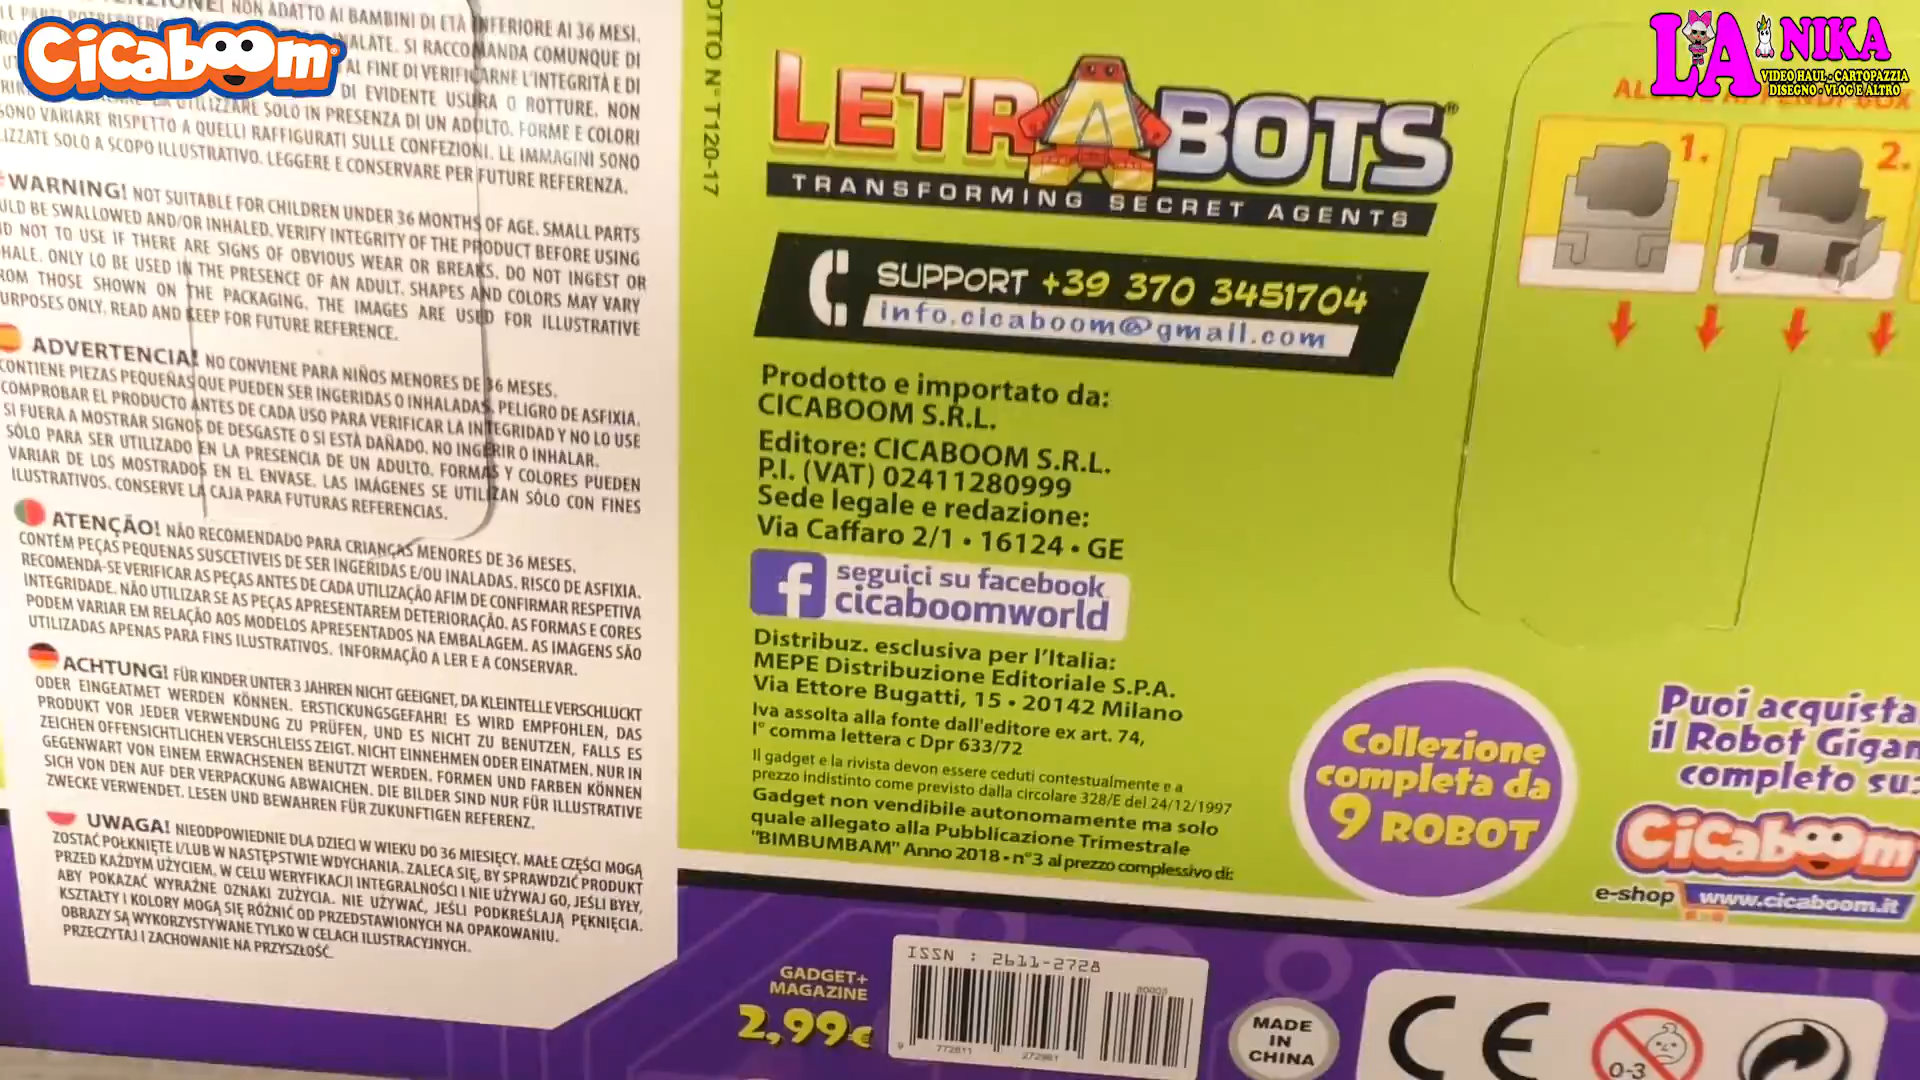 Cicaboom
ATTENZIONE! NON ADATTO AI BAMBINI DI ETÀ INFERIORE AI 36 MESI.
INALATE. SI RACCOMANDA COMUNQUE DI
AL FINE DI VERIFICARNE L'INTEGRITÀ E DI
DI EVIDENTE USURA O ROTTURE. NON
UTILIZZARE SOLO IN PRESENZA DI UN ADULTO. FORME E COLORI
SONO VARIARE RISPETTO A QUELLI RAFFIGURATI SULLE CONFEZIONI. LE IMMAGINI SONO
IZZATE SOLO A SCOPO ILLUSTRATIVO. LEGGERE E CONSERVARE PER FUTURE REFERENZA.
WARNING! NOT SUITABLE FOR CHILDREN UNDER 36 MONTHS OF AGE. SMALL PARTS
ULD BE SWALLOWED AND/OR INHALED. VERIFY INTEGRITY OF THE PRODUCT BEFORE USING
D NOT TO USE IF THERE ARE SIGNS OF OBVIOUS WEAR OR BREAKS. DO NOT INGEST OR
HALE. ONLY LO BE USED IN THE PRESENCE OF AN ADULT. SHAPES AND COLORS MAY VARY
ROM THOSE SHOWN ON THE PACKAGING. THE IMAGES ARE USED FOR ILLUSTRATIVE
URPOSES ONLY. READ AND KEEP FOR FUTURE REFERENCE.
ADVERTENCIA! NO CONVIENE PARA NIÑOS MENORES DE 36 MESES.
CONTIENE PIEZAS PEQUEÑAS QUE PUEDEN SER INGERIDAS O INHALADAS. PELIGRO DE ASFIXIA.
COMPROBAR EL PRODUCTO ANTES DE CADA USO PARA VERIFICAR LA INTEGRIDAD Y NO LO USE
SI FUERA A MOSTRAR SIGNOS DE DESGASTE O SI ESTÀ DAÑADO. NO INGERIR O INHALAR.
SÓLO PARA SER UTILIZADO EN LA PRESENCIA DE UN ADULTO. FORMAS Y COLORES PUEDEN
VARIAR DE LOS MOSTRADOS EN EL ENVASE. LAS IMÁGENES SE UTILIZAN SÓLO CON FINES
ILUSTRATIVOS. CONSERVE LA CAJA PARA FUTURAS REFERENCIAS.
ATENÇÃO! NÃO RECOMENDADO PARA CRIANÇAS MENORES DE 36 MESES.
CONTÉM PEÇAS PEQUENAS SUSCETIVEIS DE SER INGERIDAS E/OU INALADAS. RISCO DE ASFIXIA.
RECOMENDA-SE VERIFICAR AS PEÇAS ANTES DE CADA UTILIZAÇÃO AFIM DE CONFIRMAR RESPETIVA
INTEGRIDADE. NÃO UTILIZAR SE AS PEÇAS APRESENTAREM DETERIORAÇÃO. AS FORMAS E CORES
PODEM VARIAR EM RELAÇÃO AOS MODELOS APRESENTADOS NA EMBALAGEM. AS IMAGENS SÃO
UTILIZADAS APENAS PARA FINS ILUSTRATIVOS. INFORMAÇÃO A LER E A CONSERVAR.
ACHTUNG! FÜR KINDER UNTER 3 JAHREN NICHT GEEIGNET, DA KLEINTELLE VERSCHLUCKT
ODER EINGEATMET WERDEN KÖNNEN. ERSTICKUNGSGEFAHR! ES WIRD EMPFOHLEN, DAS
PRODUKT VOR JEDER VERWENDUNG ZU PRÜFEN, UND ES NICHT ZU BENUTZEN, FALLS ES
ZEICHEN OFFENSICHTLICHEN VERSCHLEISS ZEIGT. NICHT EINNEHMEN ODER EINATMEN. NUR IN
GEGENWART VON EINEM ERWACHSENEN BENUTZT WERDEN. FORMEN UND FARBEN KÖNNEN
SICH VON DEN AUF DER VERPACKUNG ABWAICHEN. DIE BILDER SIND NUR FÜR ILLUSTRATIVE
ZWECKE VERWENDET. LESEN UND BEWAHREN FÜR ZUKUNFTIGEN REFERENZ.
UWAGA! NIEODPOWIEDNIE DLA DZIECI W WIEKU DO 36 MIESIĘCY. MAŁE CZĘŚCI MOGĄ
ZOSTAĆ POŁKNIĘTE I/LUB W NASTĘPSTWIE WDYCHANIA. ZALECA SIĘ, BY SPRAWDZIĆ PRODUKT
PRZED KAŻDYM UŻYCIEM, W CELU WERYFIKACJI INTEGRALNOŚCI I NIE UŻYWAJ GO, JEŚLI BYŁY,
ABY POKAZAĆ WYRAŹNE OZNAKI ZUŻYCIA. NIE UŻYWAĆ, JEŚLI PODKREŚLAJĄ PĘKNIĘCIA.
KSZTAŁTY I KOLORY MOGĄ SIĘ RÓŻNIĆ OD PRZEDSTAWIONYCH NA OPAKOWANIU.
OBRAZY SĄ WYKORZYSTYWANE TYLKO W CELACH ILUSTRACYJNYCH.
PRZECZYTAJ I ZACHOWANIE NA PRZYSZŁOŚĆ.
OTTO N° TT120-17
LETRABOTS
TRANSFORMING SECRET AGENTS
SUPPORT +39 370 3451704
info.cicaboom@gmail.com
Prodotto e importato da:
CICABOOM S.R.L.
Editore: CICABOOM S.R.L.
P.I. (VAT) 02411280999
Sede legale e redazione:
Via Caffaro 2/1 • 16124 • GE
seguici su facebook
cicaboomworld
Distribuz. esclusiva per l'Italia:
MEPE Distribuzione Editoriale S.P.A.
Via Ettore Bugatti, 15 • 20142 Milano
Iva assolta alla fonte dall'editore ex art. 74,
I° comma lettera c Dpr 633/72
Il gadget e la rivista devon essere ceduti contestualmente e a
prezzo indistinto come previsto dalla circolare 328/E del 24/12/1997
Gadget non vendibile autonomamente ma solo
quale allegato alla Pubblicazione Trimestrale
"BIMBUMBAM" Anno 2018 • n°3 al prezzo complessivo di:
GADGET+
MAGAZINE
2,99€
ISSN : 2611-2728
80003
9 772611 272981
MADE
IN
CHINA
CE
0-3
LA NIKA
VIDEO HAUL - CARTOPAZZIA
DISEGNO - VLOG E ALTRO
1.
2.
Collezione
completa da
9 ROBOT
Puoi acquista
il Robot Gigan
completo su:
Cicaboom
e-shop www.cicaboom.it